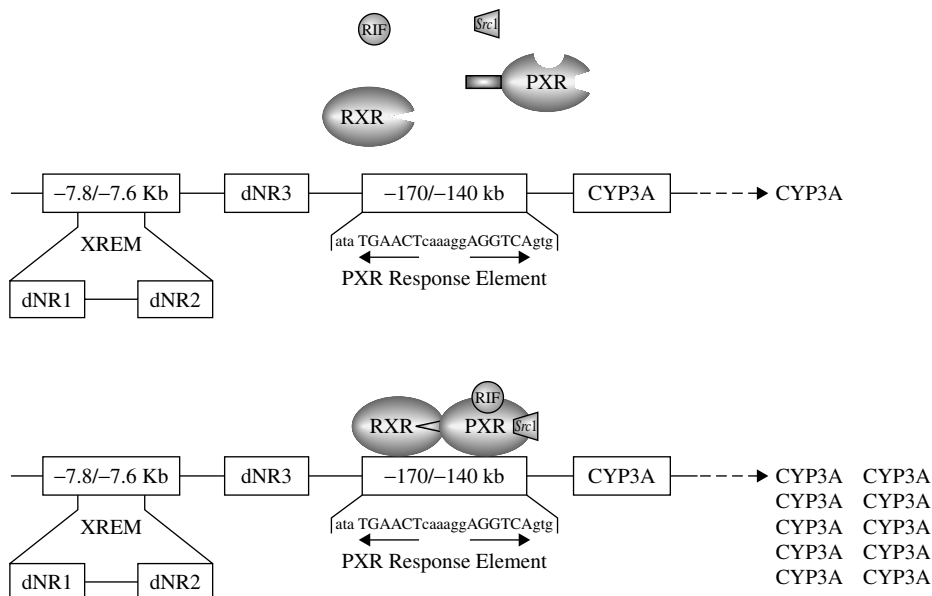 RIF
Src1
PXR
RXR
−7.8/−7.6 Kb
dNR3
−170/−140 kb
CYP3A
CYP3A
XREM
ata TGAACTcaaaggAGGTCAgtg
PXR Response Element
dNR1
dNR2
RIF
RXR
PXR
Src1
−7.8/−7.6 Kb
dNR3
−170/−140 kb
CYP3A
CYP3A CYP3A
CYP3A CYP3A
CYP3A CYP3A
CYP3A CYP3A
CYP3A CYP3A
XREM
ata TGAACTcaaaggAGGTCAgtg
PXR Response Element
dNR1
dNR2